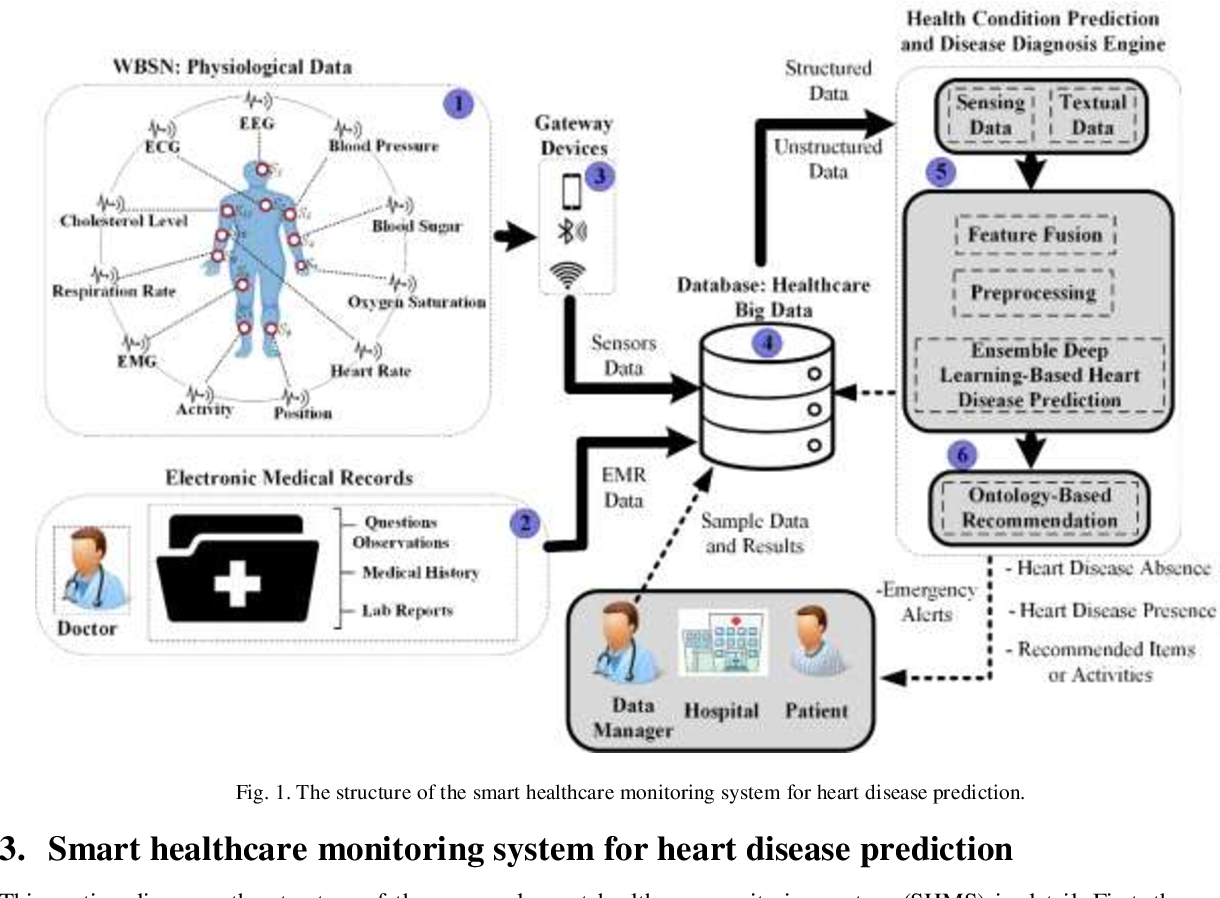 Health Condition Prediction
and Disease Diagnosis Engine
WBSN: Physiological Data
1
EEG
ECG
Blood Pressure
Cholesterol Level
Blood Sugar
Respiration Rate
Oxygen Saturation
EMG
Heart Rate
Activity
Position
Gateway
Devices
3
Structured
Data
Unstructured
Data
Sensing
Data
Textual
Data
5
Feature Fusion
Preprocessing
Ensemble Deep
Learning-Based Heart
Disease Prediction
Database: Healthcare
Big Data
4
Sensors
Data
6
Ontology-Based
Recommendation
Electronic Medical Records
2
Questions
Observations
Medical History
Lab Reports
Doctor
EMR
Data
Sample Data
and Results
Data
Manager
Hospital
Patient
-Emergency
Alerts
- Heart Disease Absence
- Heart Disease Presence
- Recommended Items
or Activities
Fig. 1. The structure of the smart healthcare monitoring system for heart disease prediction.
3. Smart healthcare monitoring system for heart disease prediction